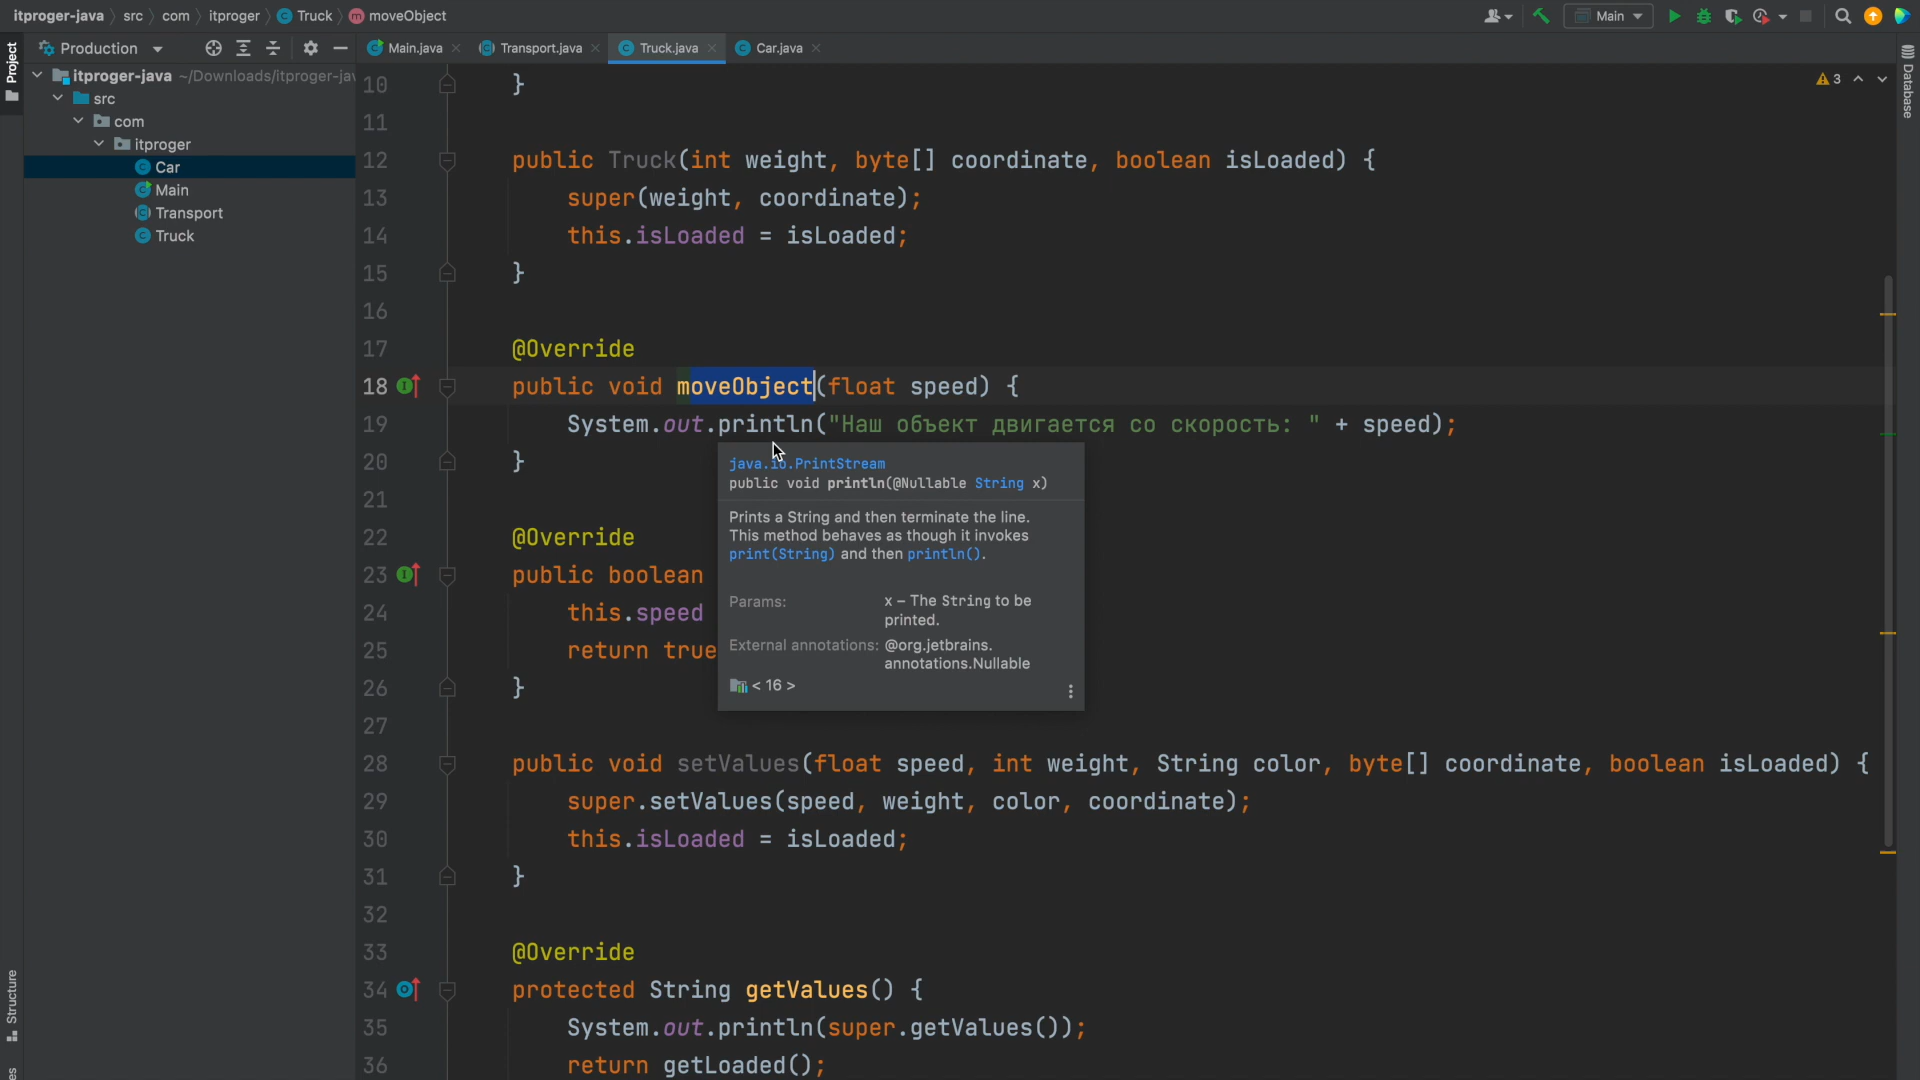 itproger-java src com itproger Truck moveObject
Main
Project
Production
Main.java Transport.java Truck.java Car.java
Database
itproger-java ~/Downloads/itproger-jav
src
com
itproger
Car
Main
Transport
Truck
3
10 }
11
12 public Truck(int weight, byte[] coordinate, boolean isLoaded) {
13 super(weight, coordinate);
14 this.isLoaded = isLoaded;
15 }
16
17 @Override
18 public void moveObject(float speed) {
19 System.out.println("Наш объект двигается со скорость: " + speed);
20 }
21
22 @Override
23 public boolean
24 this.speed
25 return true
26 }
27
28 public void setValues(float speed, int weight, String color, byte[] coordinate, boolean isLoaded) {
29 super.setValues(speed, weight, color, coordinate);
30 this.isLoaded = isLoaded;
31 }
32
33 @Override
34 protected String getValues() {
35 System.out.println(super.getValues());
36 return getLoaded();
java.io.PrintStream
public void println(@Nullable String x)
Prints a String and then terminate the line.
This method behaves as though it invokes
print(String) and then println().
Params: x – The String to be
printed.
External annotations: @org.jetbrains.
annotations.Nullable
< 16 >
Structure